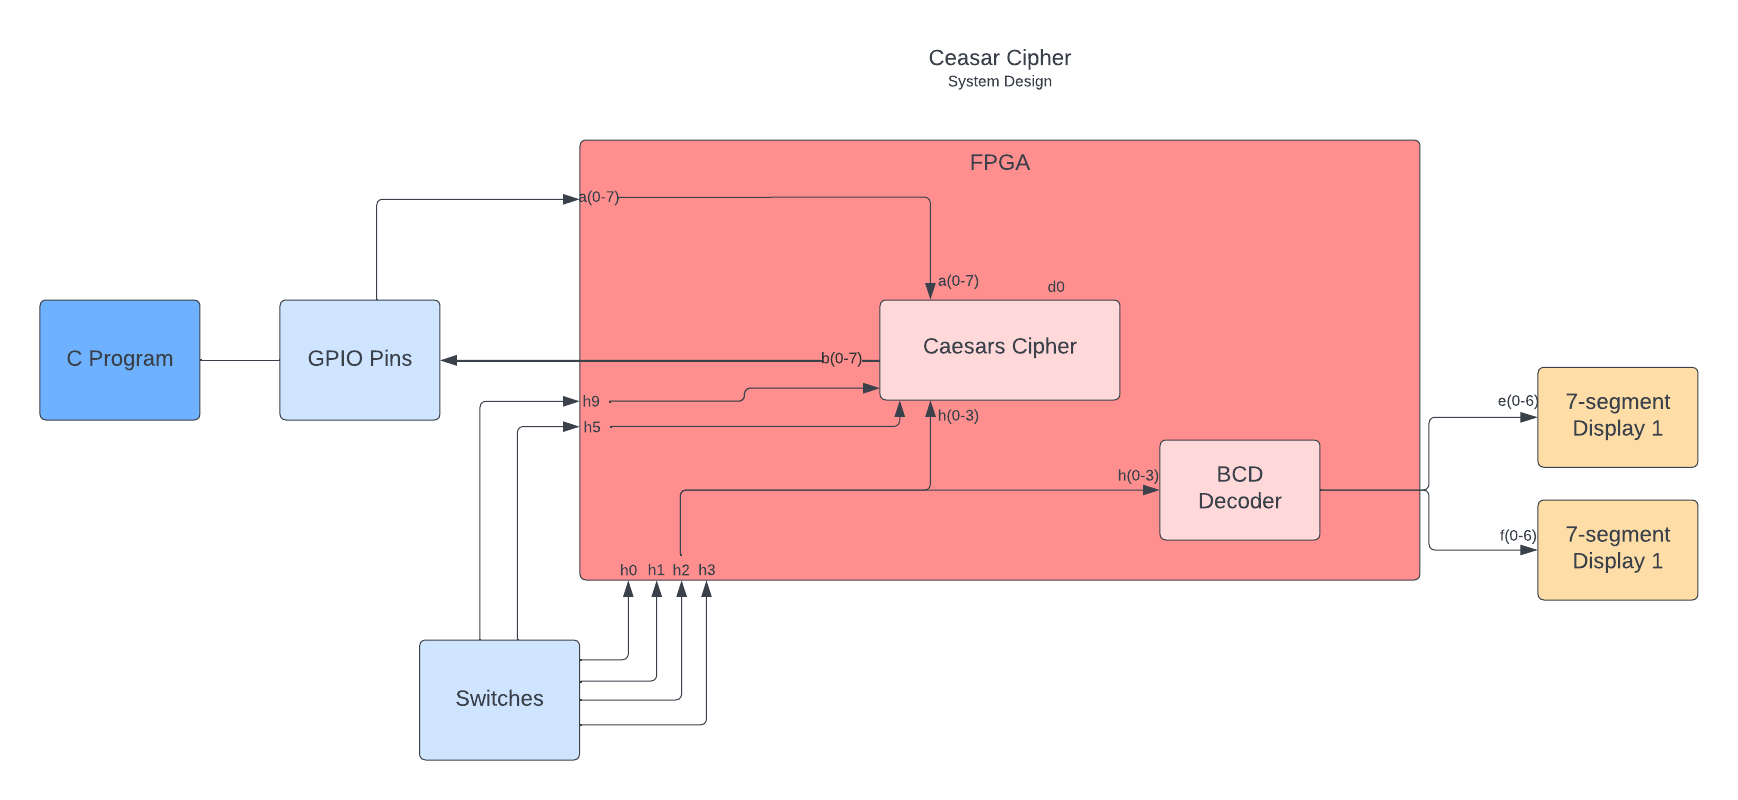 Ceasar Cipher
System Design
FPGA
a(0-7)
a(0-7)
d0
C Program
GPIO Pins
b(0-7)
Caesars Cipher
h9
h5
h(0-3)
e(0-6)
7-segment
Display 1
h(0-3)
BCD
Decoder
f(0-6)
7-segment
Display 1
h0 h1 h2 h3
Switches